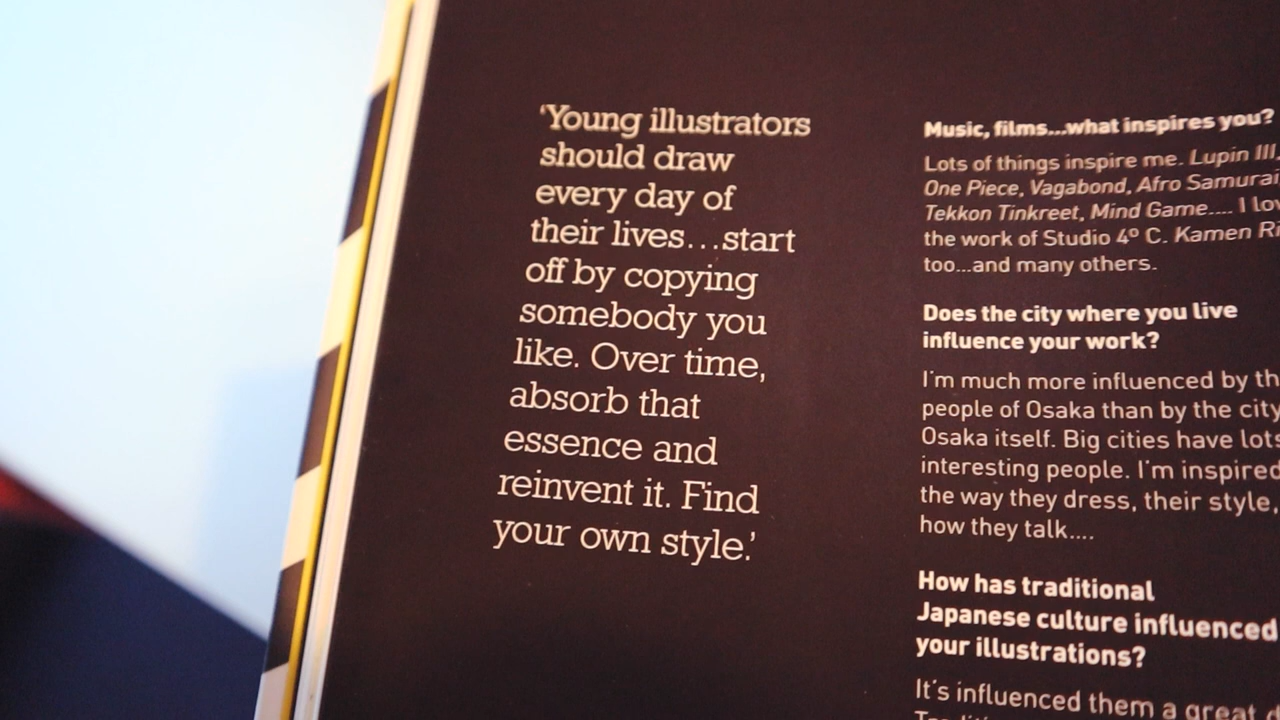 ‘Young illustrators
should draw
every day of
their lives...start
off by copying
somebody you
like. Over time,
absorb that
essence and
reinvent it. Find
your own style.’
Music, films...what inspires you?
Lots of things inspire me. Lupin III,
One Piece, Vagabond, Afro Samurai
Tekkon Tinkreet, Mind Game.... I
the work of Studio 4º C. Kamen
too...and many others.
Does the city where you live
influence your work?
I'm much more influenced by
people of Osaka than by the city
Osaka itself. Big cities have
interesting people. I'm inspired
the way they dress, their style,
how they talk....
How has traditional
Japanese culture influenced
your illustrations?
It's influenced them a great